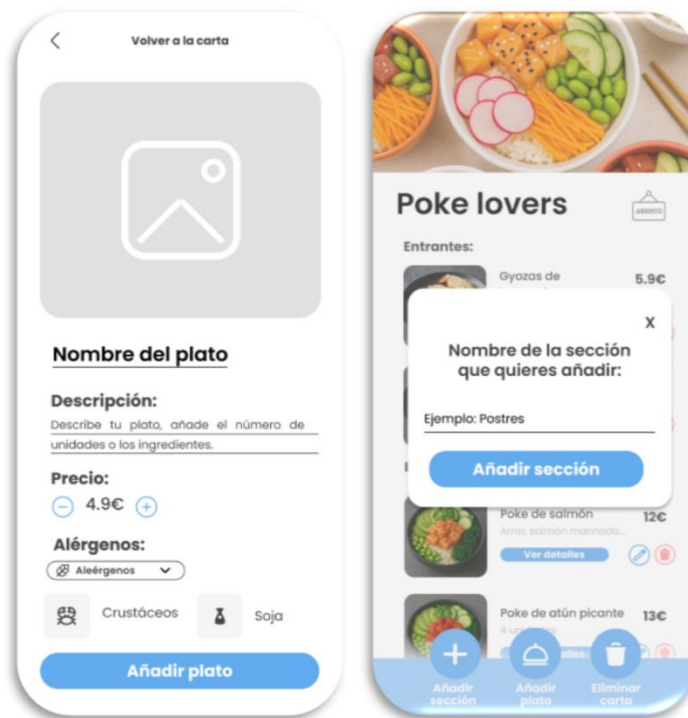 Volver a la carta
Nombre del plato
Descripción:
Describe tu plato, añade el número de
unidades o los ingredientes.
Precio:
4.9€
Alérgenos:
Aleérgenos
Crustáceos
Soja
Añadir plato
Poke lovers
ABIERTO
Entrantes:
Gyozas de
5.9€
X
Nombre de la sección
que quieres añadir:
Ejemplo: Postres
Añadir sección
Poke de salmón
12€
Arroz, salmón marinado...
Ver detalles
Poke de atún picante
13€
4 unidades
Añadir
sección
Añadir
plato
Eliminar
carta